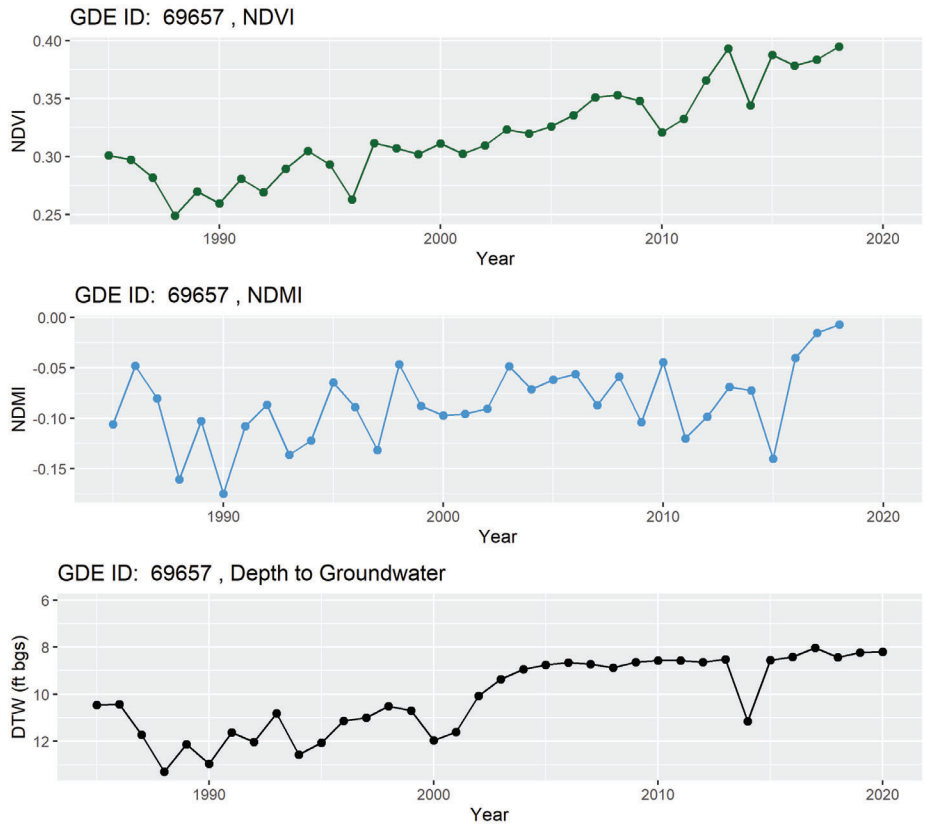 GDE ID:  69657 , NDVI
0.40
0.35
0.30
0.25
NDVI
1990
2000
2010
2020
Year
GDE ID:  69657 , NDMI
0.00
-0.05
-0.10
-0.15
NDMI
1990
2000
2010
2020
Year
GDE ID:  69657 , Depth to Groundwater
6
8
10
12
DTW (ft bgs)
1990
2000
2010
2020
Year